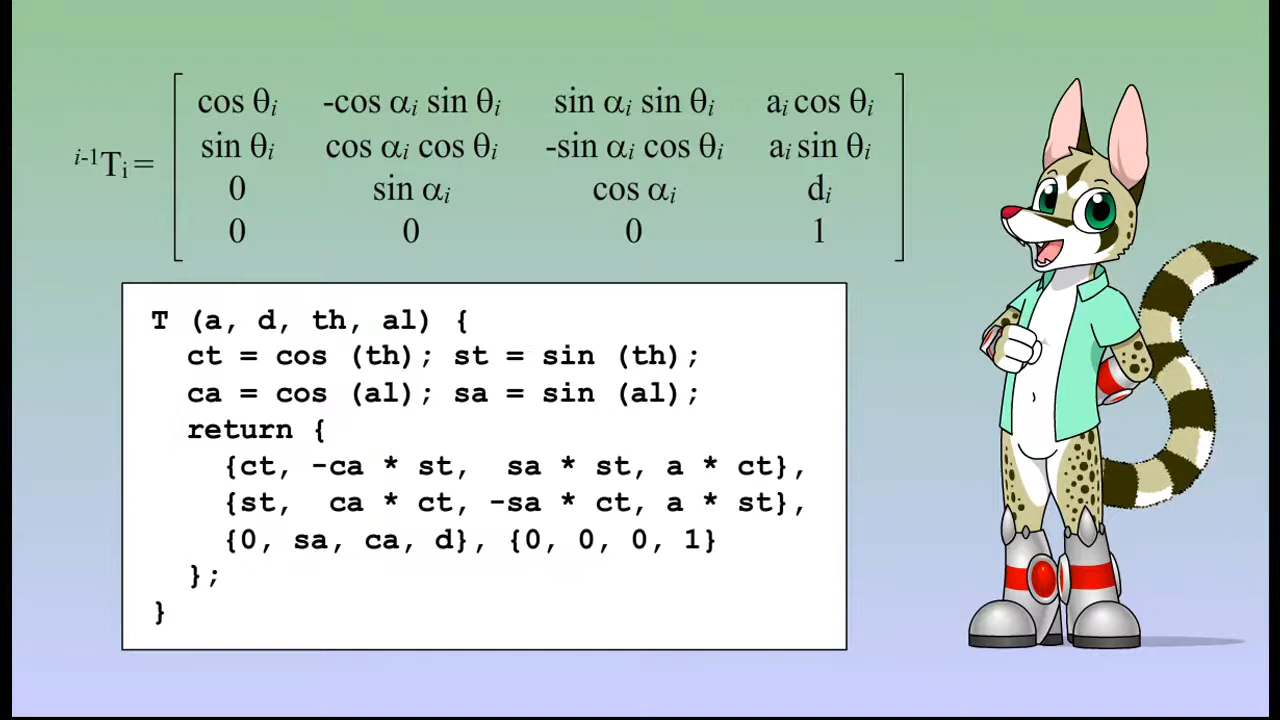 cos θi -cos αi sin θi sin αi sin θi ai cos θi
sin θi cos αi cos θi -sin αi cos θi ai sin θi
i-1Ti =
0 sin αi cos αi di
0 0 0 1
T (a, d, th, al) {
ct = cos (th); st = sin (th);
ca = cos (al); sa = sin (al);
return {
{ct, -ca * st, sa * st, a * ct},
{st, ca * ct, -sa * ct, a * st},
{0, sa, ca, d}, {0, 0, 0, 1}
};
}